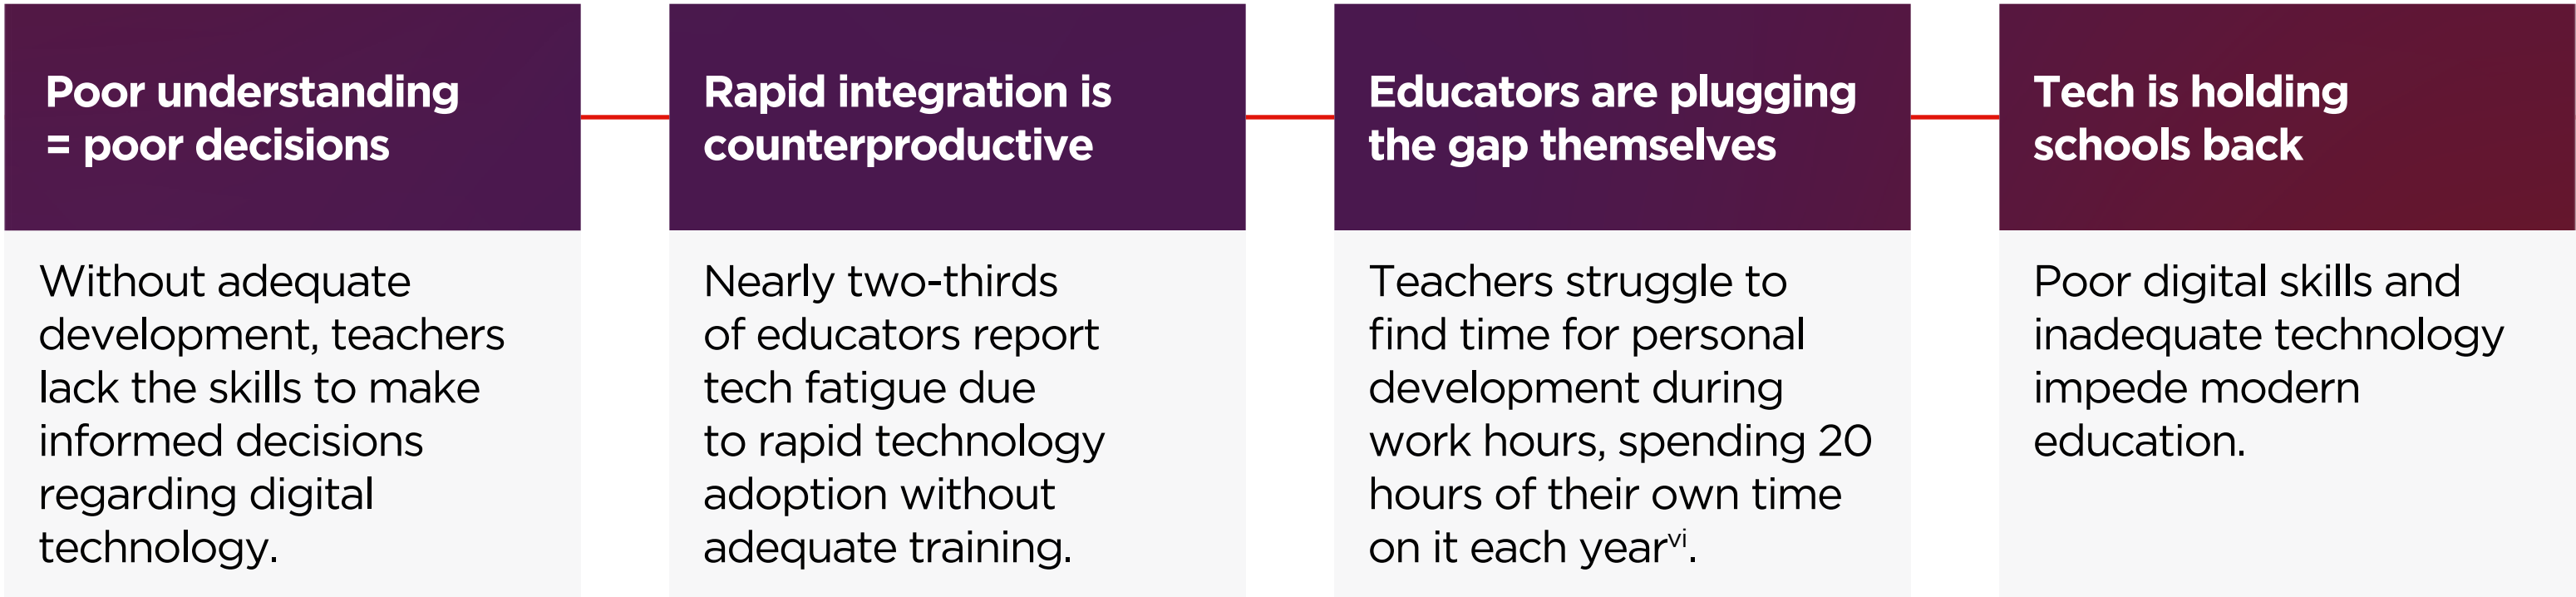 Poor understanding
= poor decisions
Without adequate
development, teachers
lack the skills to make
informed decisions
regarding digital
technology.
Rapid integration is
counterproductive
Nearly two-thirds
of educators report
tech fatigue due
to rapid technology
adoption without
adequate training.
Educators are plugging
the gap themselves
Teachers struggle to
find time for personal
development during
work hours, spending 20
hours of their own time
on it each yearvi.
Tech is holding
schools back
Poor digital skills and
inadequate technology
impede modern
education.